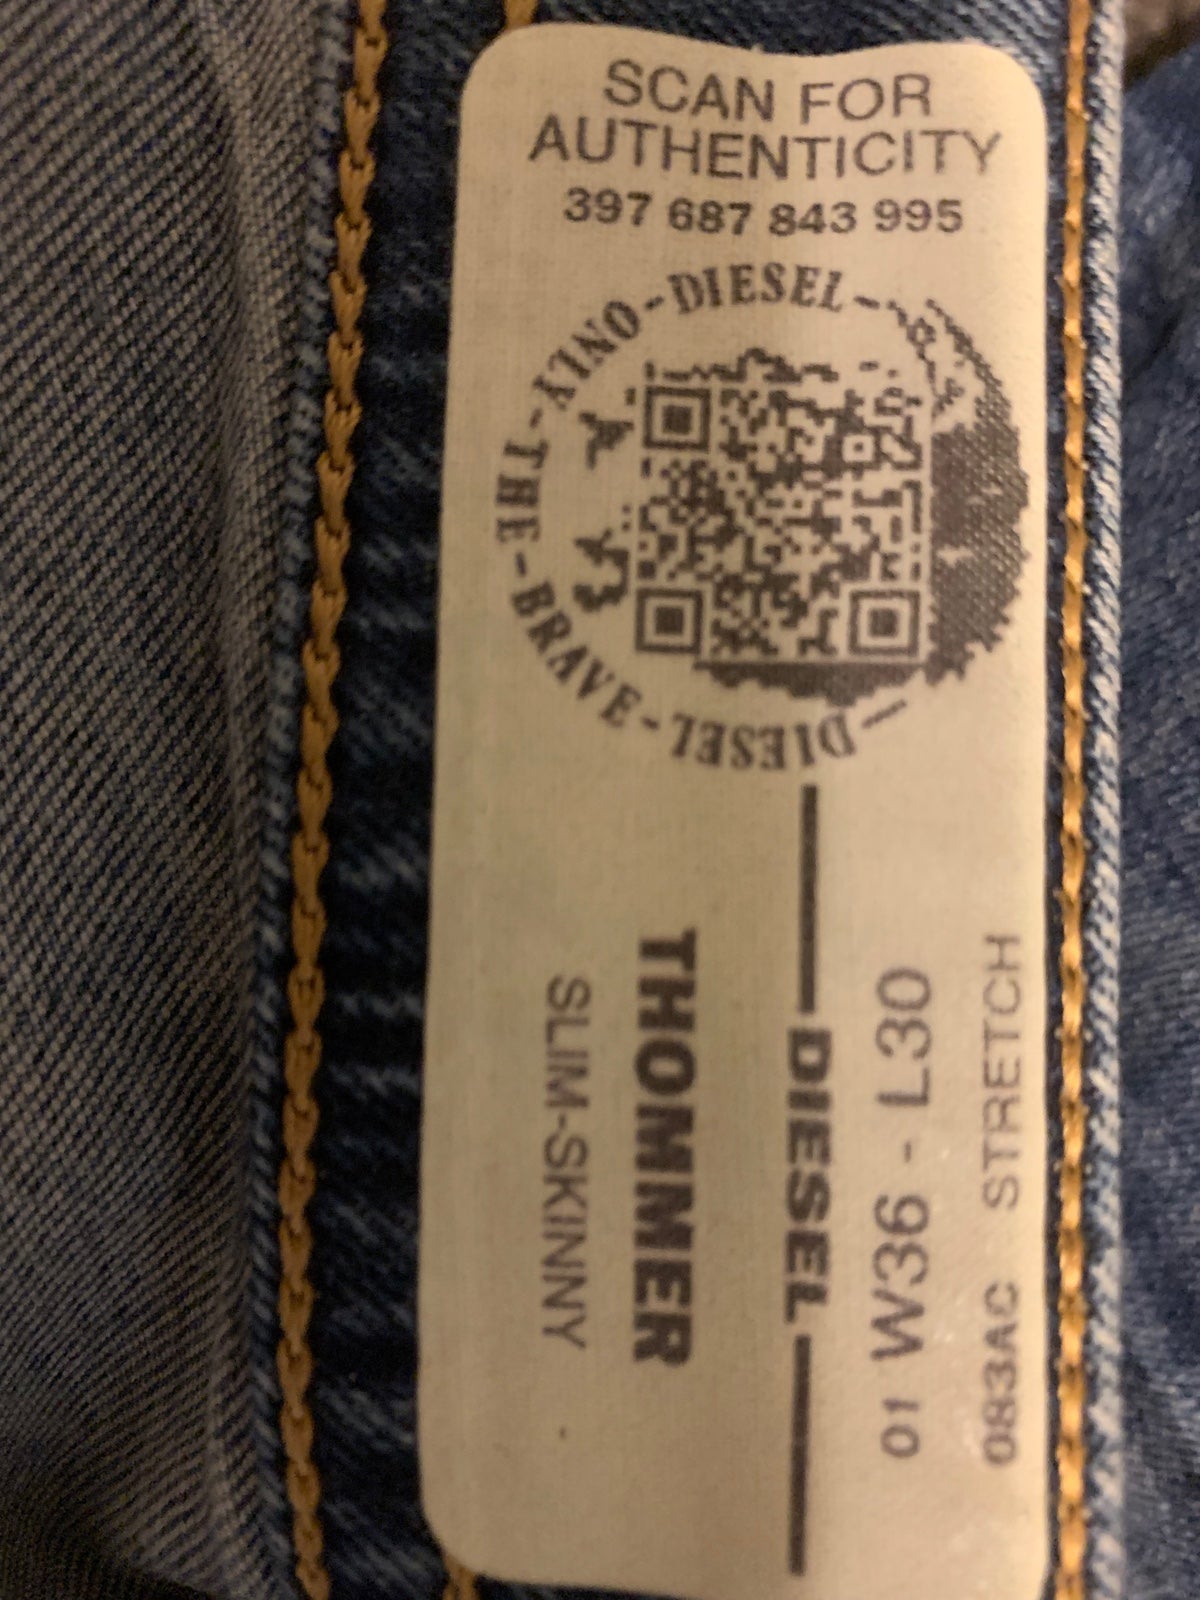 SCAN FOR
AUTHENTICITY
397 687 843 995
DIESEL - ONLY - THE - BRAVE - DIESEL -
DIESEL
THOMMER
SLIM-SKINNY
01 W36 - L30
083AC STRETCH